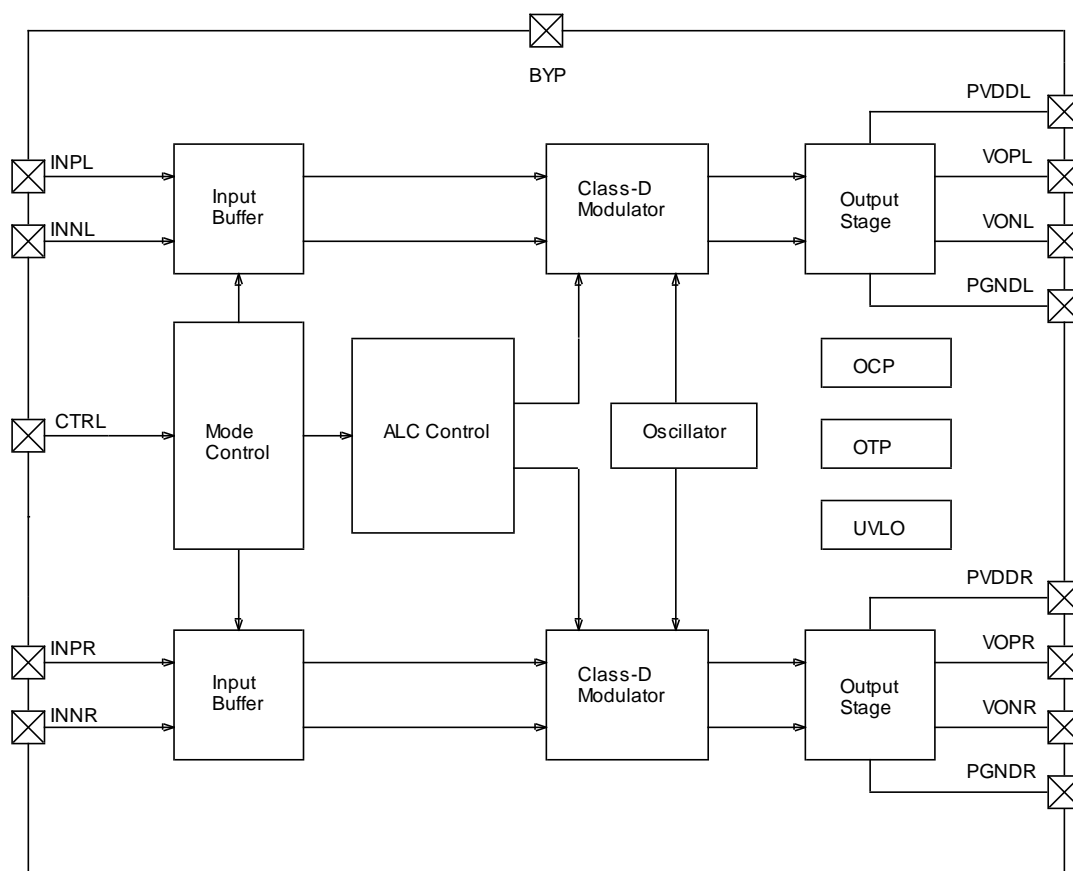 BYP
PVDDL
INPL
Input
Buffer
Class-D
Modulator
Output
Stage
VOPL
INNL
VONL
PGNDL
OCP
CTRL
Mode
Control
ALC Control
Oscillator
OTP
UVLO
PVDDR
INPR
Input
Buffer
Class-D
Modulator
Output
Stage
VOPR
INNR
VONR
PGNDR